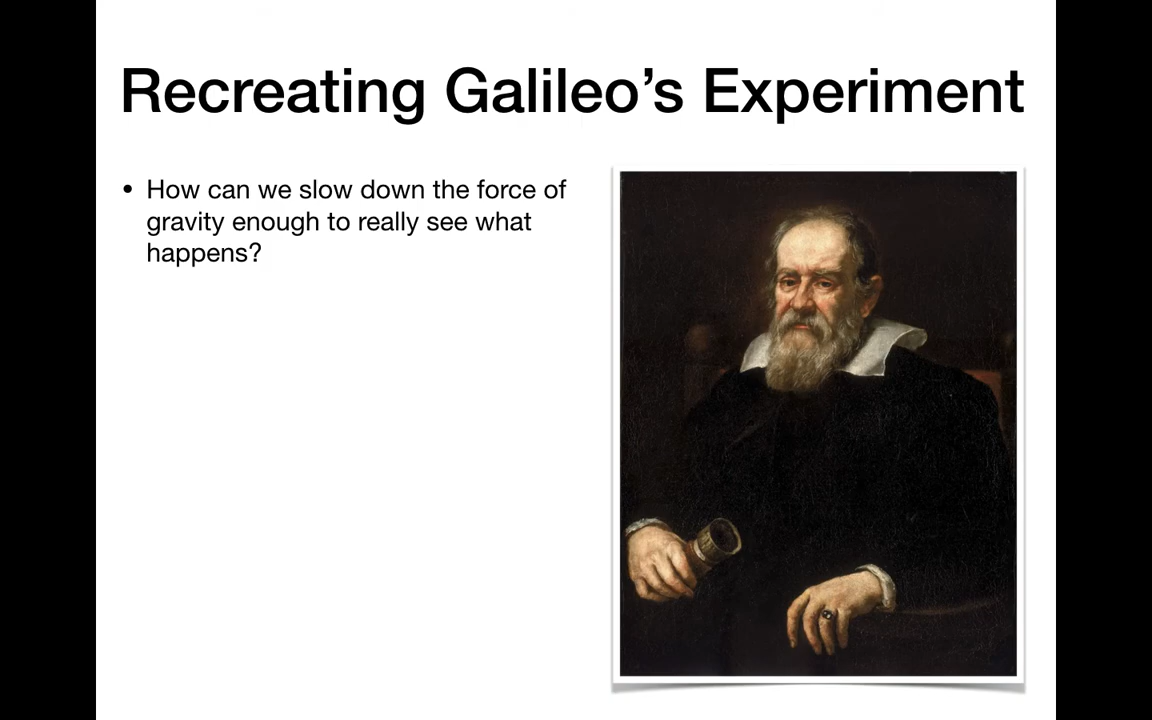 Recreating Galileo’s Experiment
• How can we slow down the force of
gravity enough to really see what
happens?